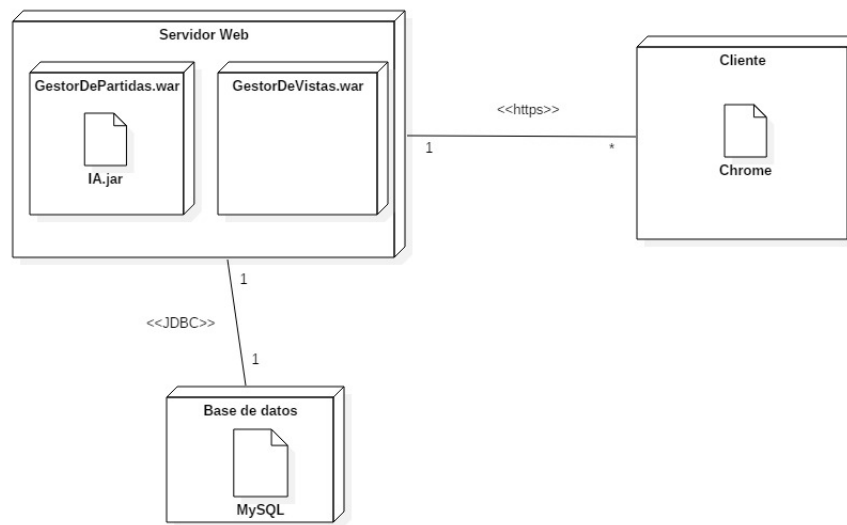 Servidor Web
GestorDePartidas.war
GestorDeVistas.war
IA.jar
<<https>>
1
*
Cliente
Chrome
1
<<JDBC>>
1
Base de datos
MySQL